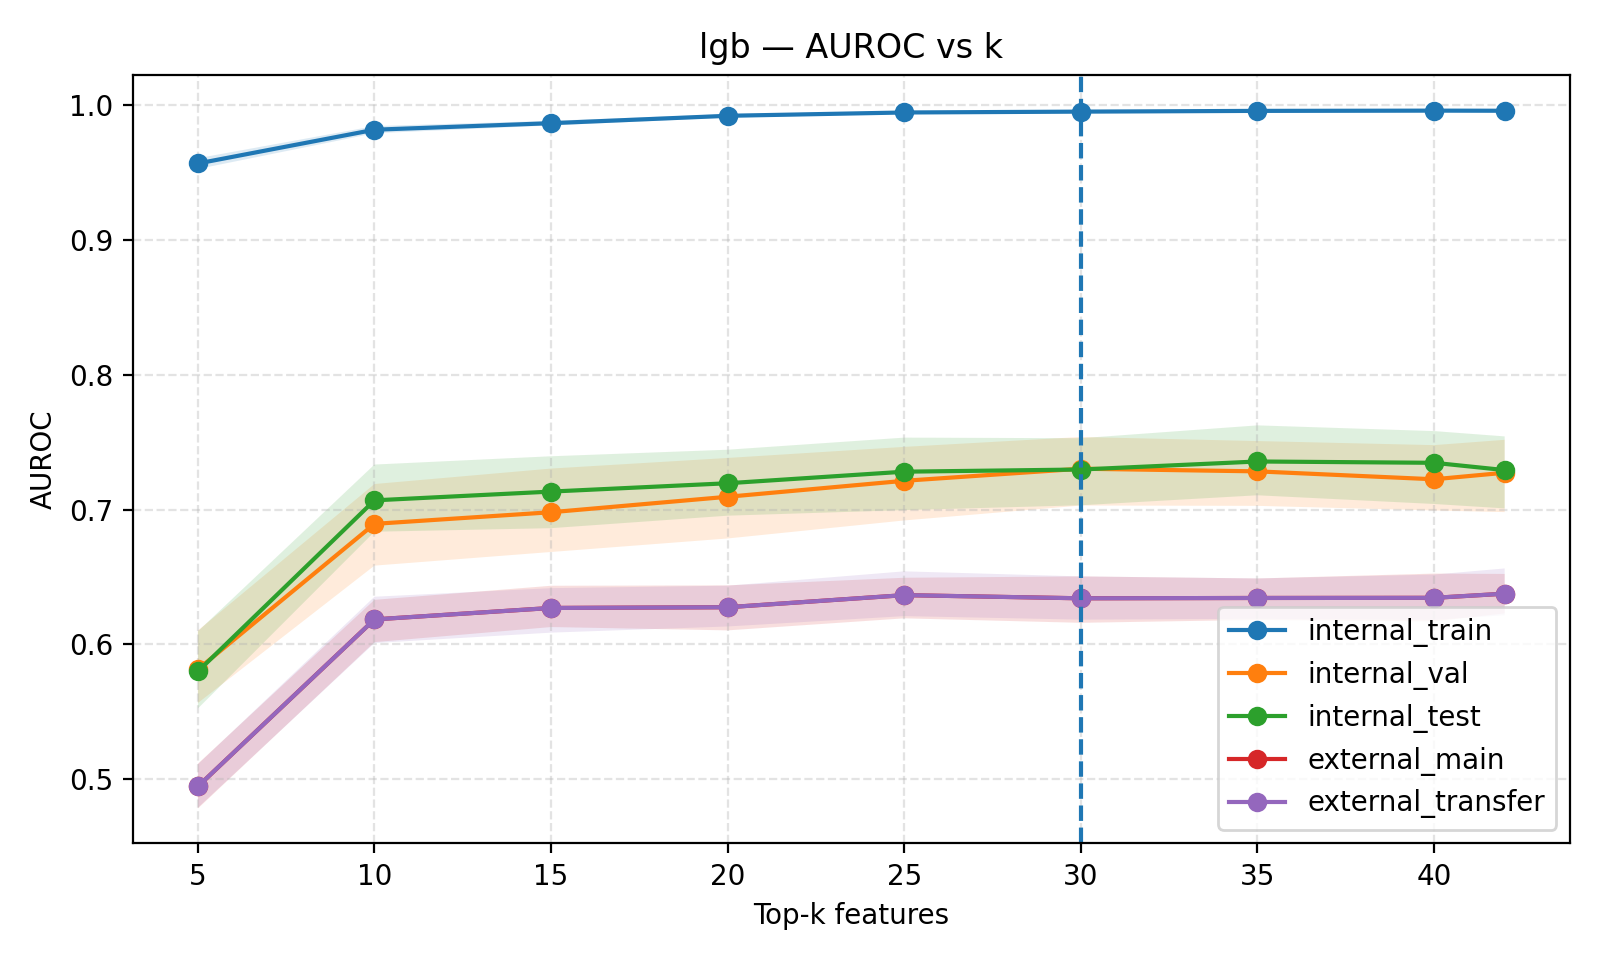 lgb — AUROC vs k
AUROC
1.0
0.9
0.8
0.7
0.6
0.5
internal_train
internal_val
internal_test
external_main
external_transfer
5 10 15 20 25 30 35 40
Top-k features